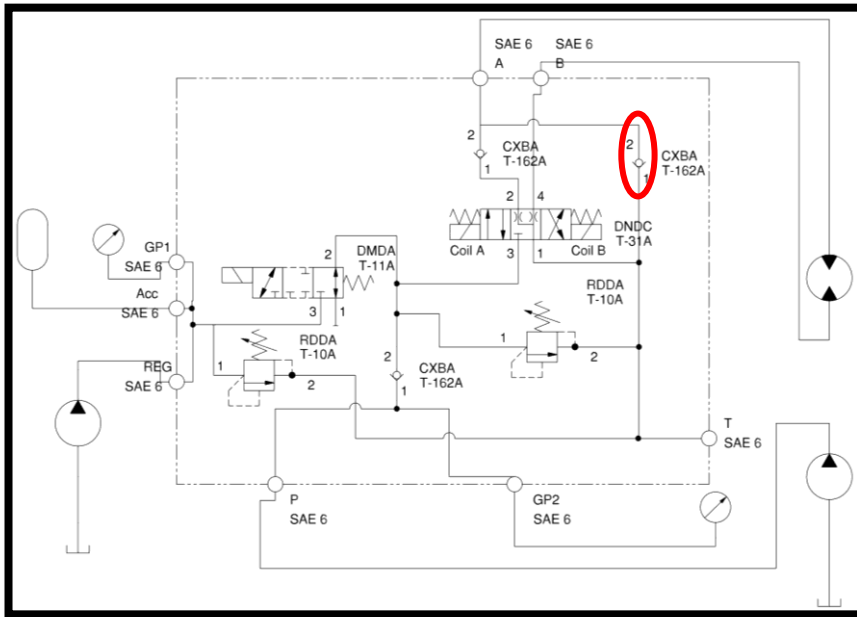 SAE 6
SAE 6
A
B
2
CXBA
T-162A
1
2
CXBA
T-162A
1
2
4
DNDC
T-31A
Coil A
Coil B
3
1
GP1
SAE 6
2
DMDA
T-11A
3
1
Acc
SAE 6
RDDA
T-10A
1
2
RDDA
T-10A
1
2
REG
SAE 6
2
CXBA
T-162A
1
T
SAE 6
P
SAE 6
GP2
SAE 6